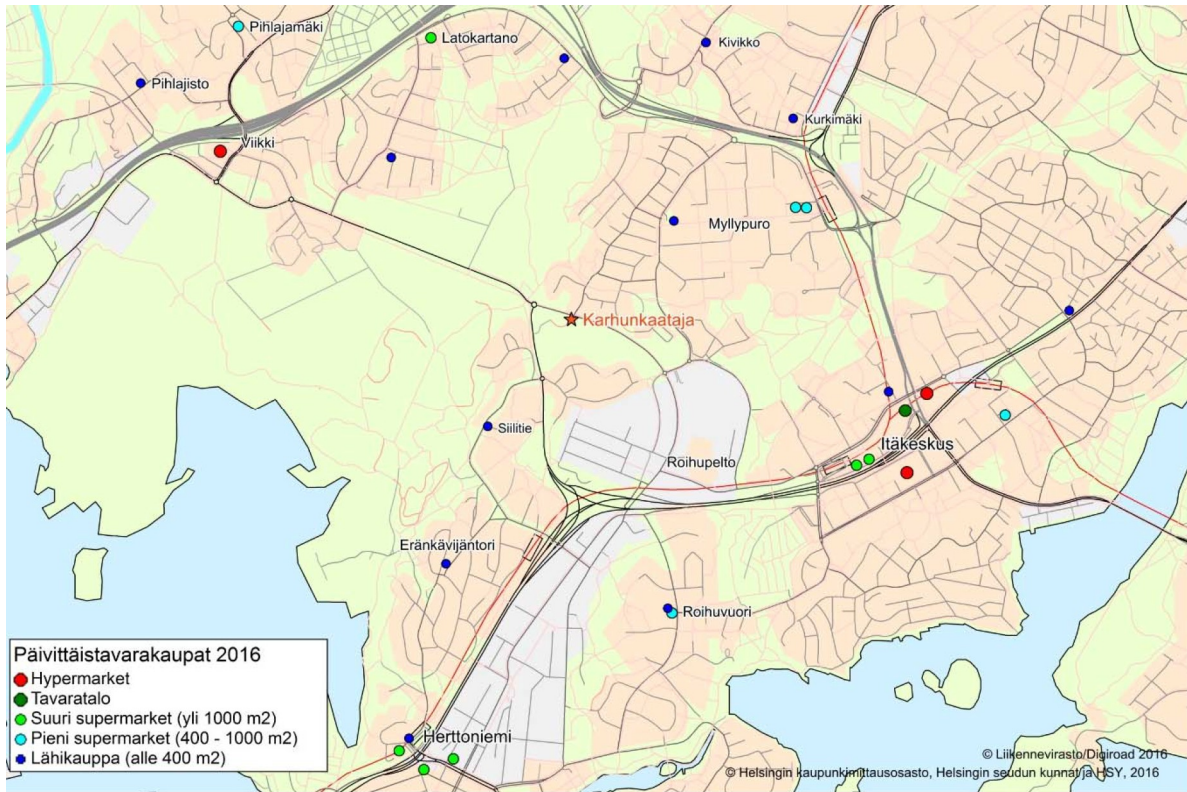 Pihlajamäki
Latokartano
Kivikko
Pihlajisto
Kurkimäki
Viikki
Myllypuro
Karhunkaataja
Siilitie
Itäkeskus
Roihupelto
Eränkävijäntori
Roihuvuori
Herttoniemi
Päivittäistavarakaupat 2016
Hypermarket
Tavaratalo
Suuri supermarket (yli 1000 m2)
Pieni supermarket (400 - 1000 m2)
Lähikauppa (alle 400 m2)
© Liikennevirasto/Digiroad 2016
© Helsingin kaupunkimittausosasto, Helsingin seudun kunnat ja HSY, 2016